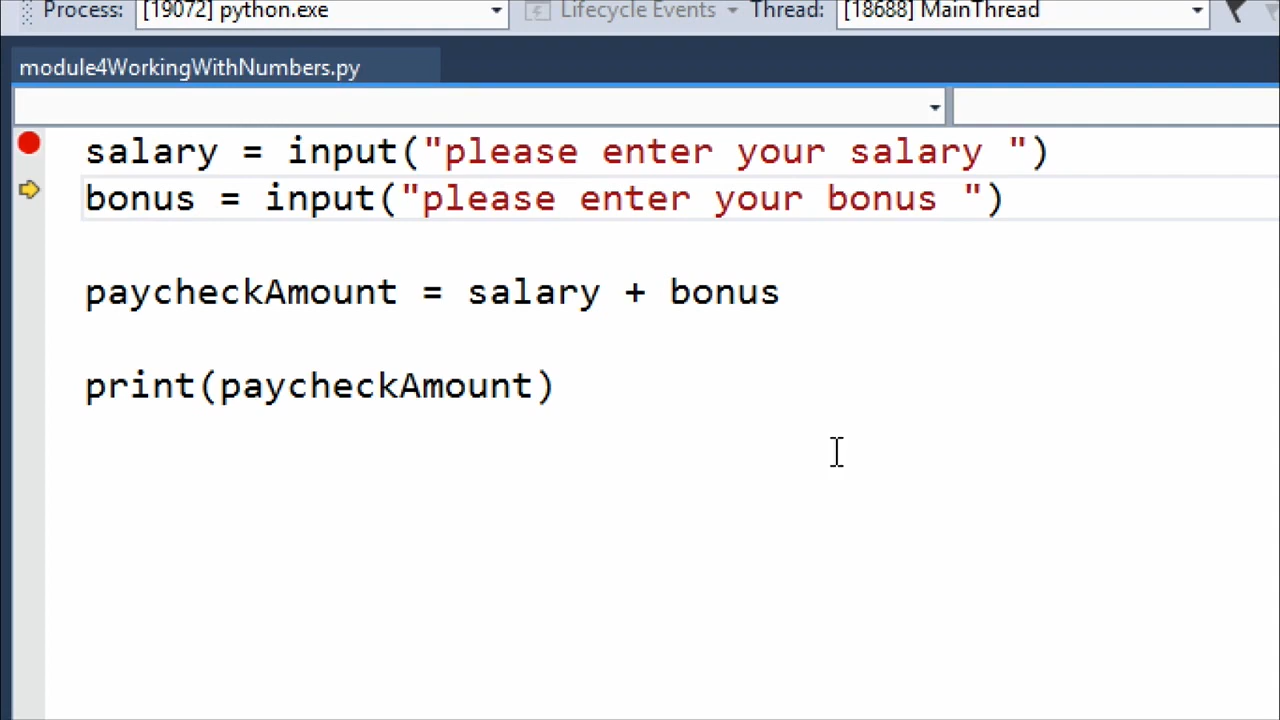 Process: [19072] python.exe Lifecycle Events Thread: [18688] MainThread
module4WorkingWithNumbers.py
salary = input("please enter your salary ")
bonus = input("please enter your bonus ")
paycheckAmount = salary + bonus
print(paycheckAmount)